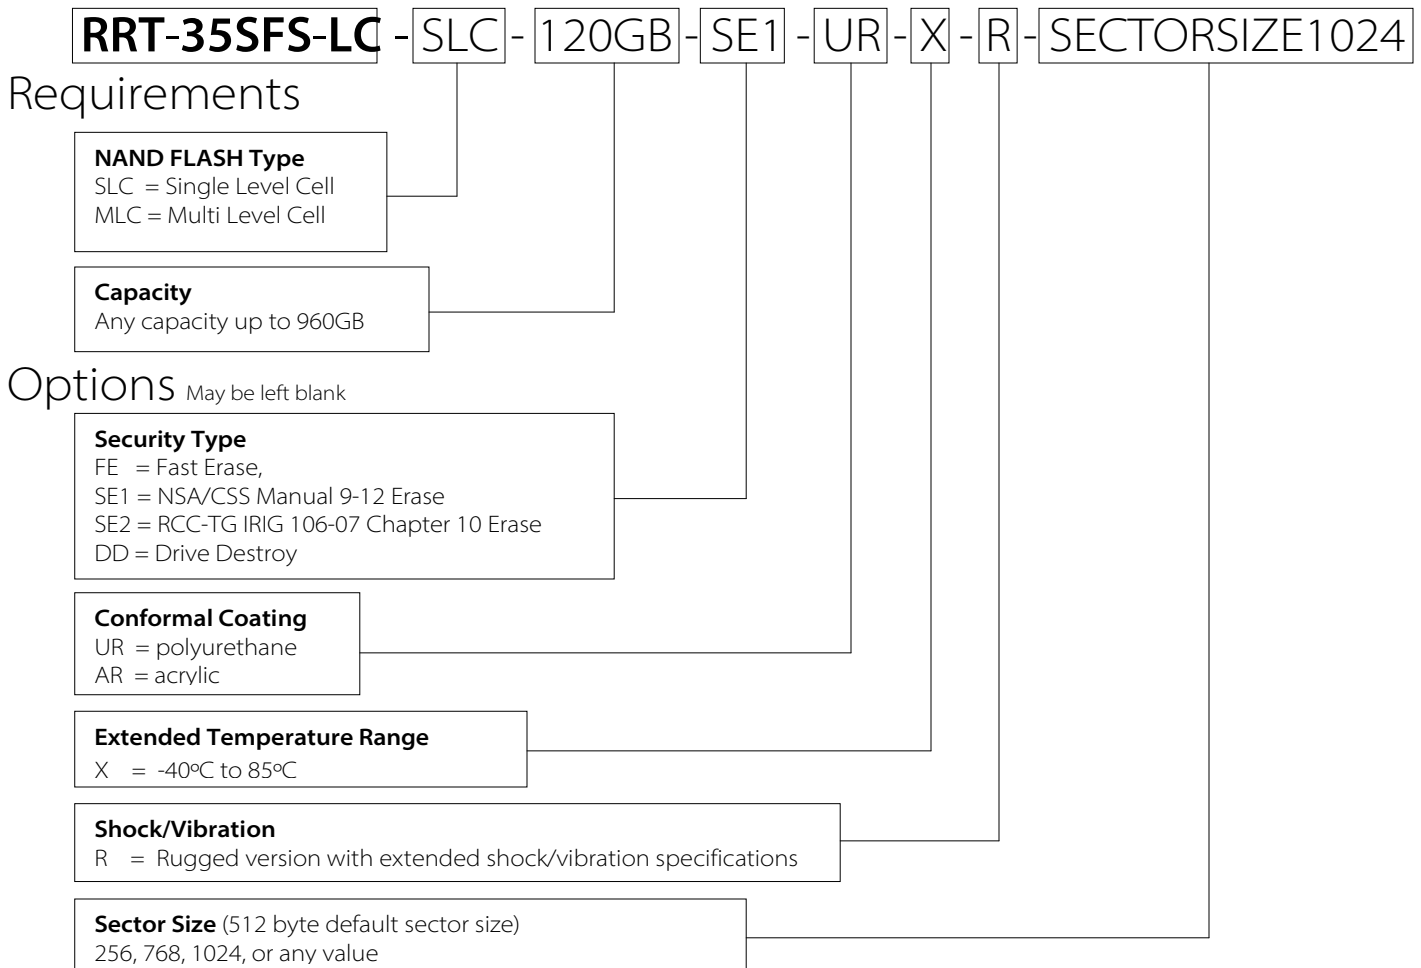 RRT-35SFS-LC - SLC - 120GB - SE1 - UR - X - R - SECTORSIZE1024
Requirements
NAND FLASH Type
SLC = Single Level Cell
MLC = Multi Level Cell
Capacity
Any capacity up to 960GB
Options May be left blank
Security Type
FE = Fast Erase,
SE1 = NSA/CSS Manual 9-12 Erase
SE2 = RCC-TG IRIG 106-07 Chapter 10 Erase
DD = Drive Destroy
Conformal Coating
UR = polyurethane
AR = acrylic
Extended Temperature Range
X = -40ºC to 85ºC
Shock/Vibration
R = Rugged version with extended shock/vibration specifications
Sector Size (512 byte default sector size)
256, 768, 1024, or any value